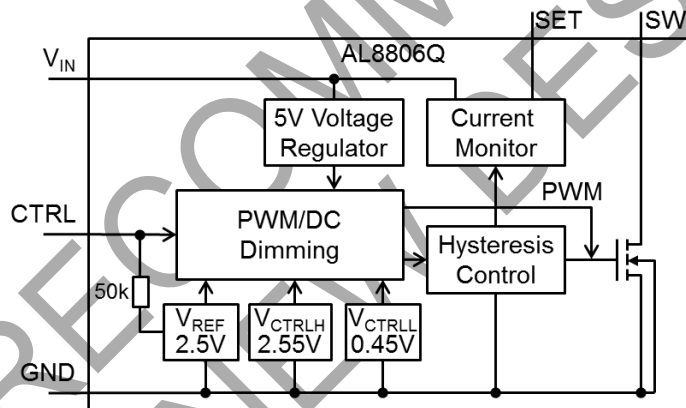 SET
SW
AL8806Q
VIN
5V Voltage
Regulator
Current
Monitor
PWM
CTRL
PWM/DC
Dimming
Hysteresis
Control
50k
VREF
2.5V
VCTRLH
2.55V
VCTRLL
0.45V
GND